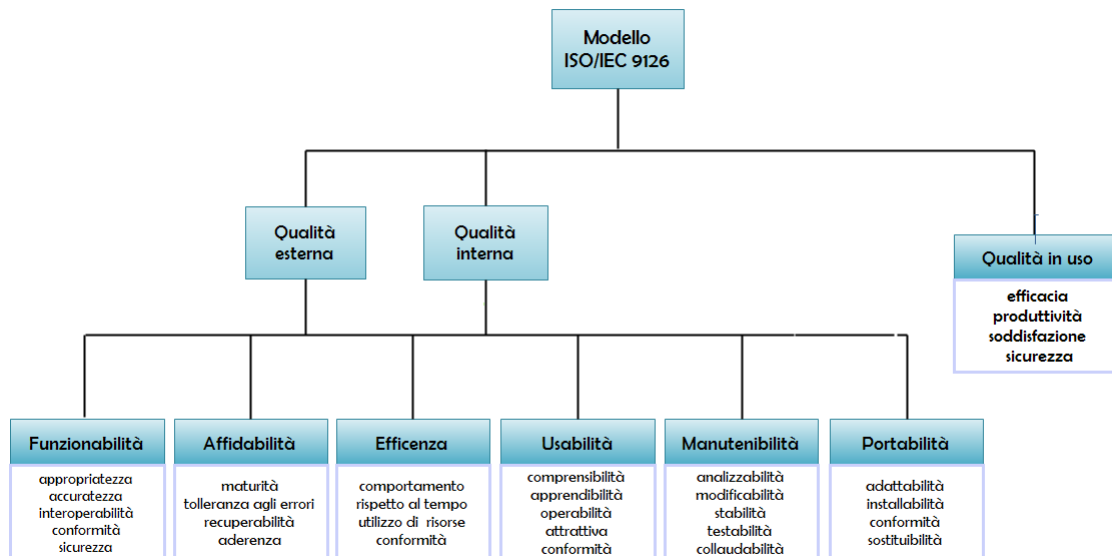 Modello
ISO/IEC 9126
Qualità
esterna
Qualità
interna
Qualità in uso
efficacia
produttività
soddisfazione
sicurezza
Funzionabilità
appropriatezza
accuratezza
interoperabilità
conformità
sicurezza
Affidabilità
maturità
tolleranza agli errori
recuperabilità
aderenza
Efficenza
comportamento
rispetto al tempo
utilizzo di risorse
conformità
Usabilità
comprensibilità
apprendibilità
operabilità
attrattiva
conformità
Manutenibilità
analizzabilità
modificabilità
stabilità
testabilità
collaudabilità
Portabilità
adattabilità
installabilità
conformità
sostituibilità